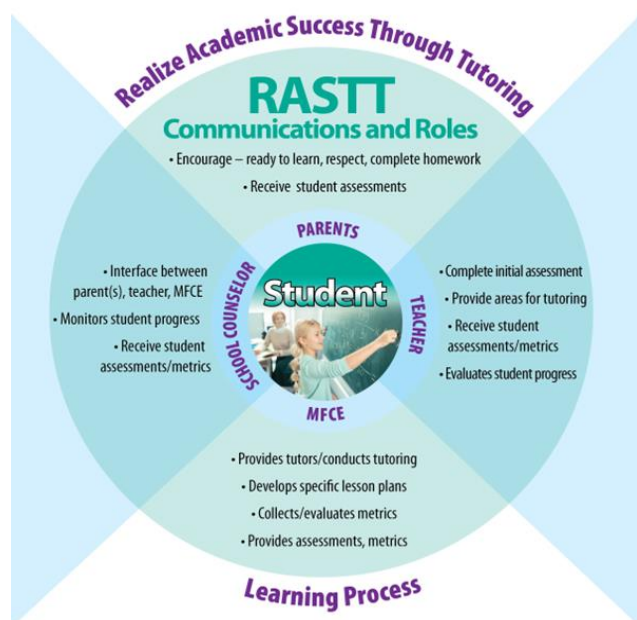 Realize Academic Success Through Tutoring
RASTT
Communications and Roles
• Encourage – ready to learn, respect, complete homework
• Receive student assessments
PARENTS
• Interface between
parent(s), teacher, MFCE
• Monitors student progress
• Receive student
assessments/metrics
SCHOOL COUNSELOR
Student
TEACHER
• Complete initial assessment
• Provide areas for tutoring
• Receive student
assessments/metrics
• Evaluates student progress
MFCE
• Provides tutors/conducts tutoring
• Develops specific lesson plans
• Collects/evaluates metrics
• Provides assessments, metrics
Learning Process